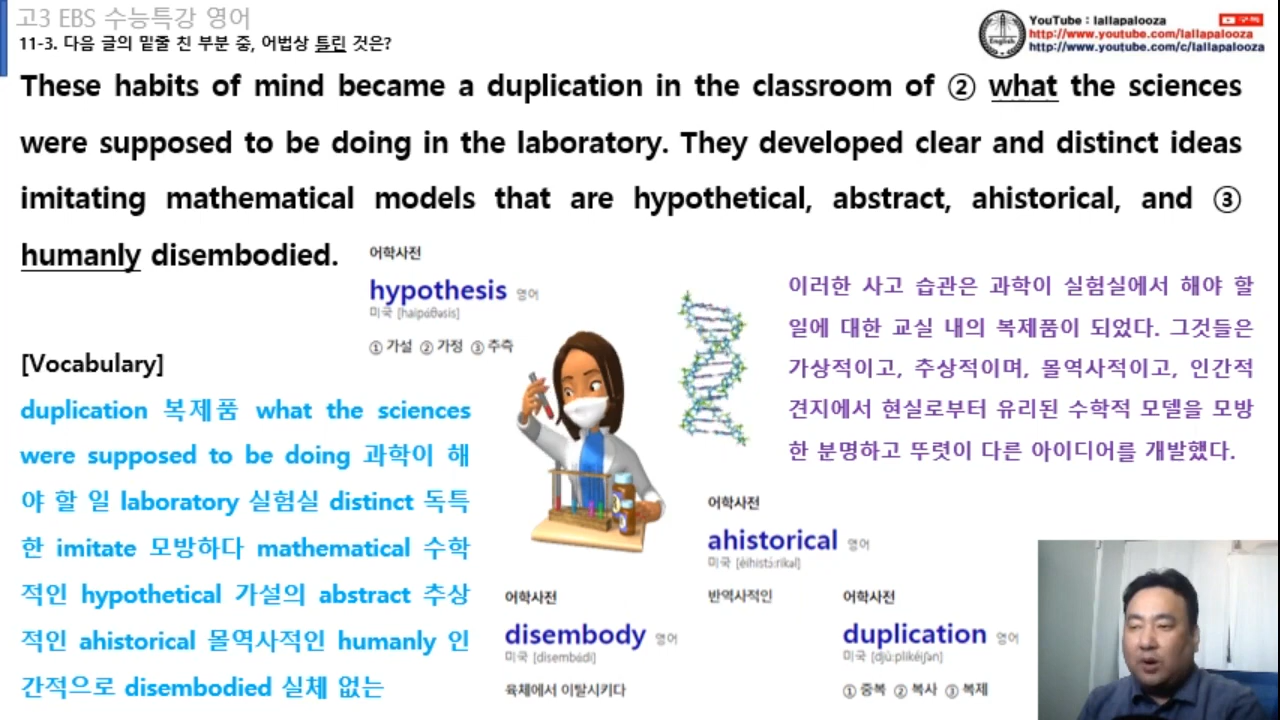 고3 EBS 수능특강 영어
11-3. 다음 글의 밑줄 친 부분 중, 어법상 틀린 것은?
YouTube : lallapalooza 구독
http://www.youtube.com/lallapalooza
http://www.youtube.com/c/lallapalooza
English
These habits of mind became a duplication in the classroom of ② what the sciences
were supposed to be doing in the laboratory. They developed clear and distinct ideas
imitating mathematical models that are hypothetical, abstract, ahistorical, and ③
humanly disembodied.
어학사전
hypothesis 영어
미국 [haipάθəsis]
① 가설 ② 가정 ③ 추측
이러한 사고 습관은 과학이 실험실에서 해야 할
일에 대한 교실 내의 복제품이 되었다. 그것들은
가상적이고, 추상적이며, 몰역사적이고, 인간적
견지에서 현실로부터 유리된 수학적 모델을 모방
한 분명하고 뚜렷이 다른 아이디어를 개발했다.
[Vocabulary]
duplication 복제품 what the sciences
were supposed to be doing 과학이 해
야 할 일 laboratory 실험실 distinct 독특
한 imitate 모방하다 mathematical 수학
적인 hypothetical 가설의 abstract 추상
적인 ahistorical 몰역사적인 humanly 인
간적으로 disembodied 실체 없는
어학사전
ahistorical 영어
미국 [èihistɔ́:rikəl]
반역사적인
어학사전
disembody 영어
미국 [dìsembάdi]
육체에서 이탈시키다
어학사전
duplication 영어
미국 [djù:plikéiʃən]
① 중복 ② 복사 ③ 복제